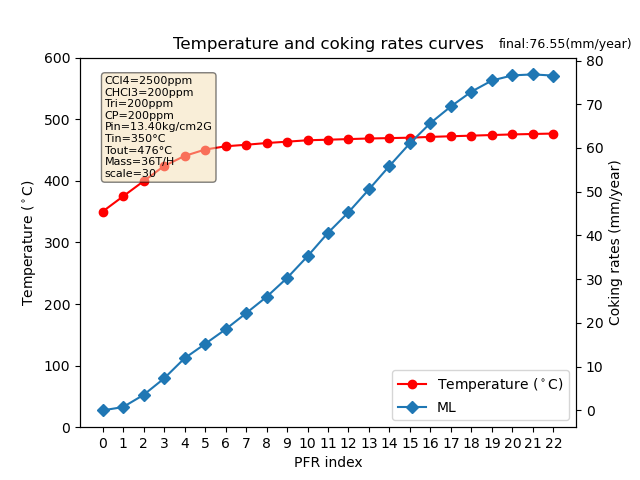 Temperature and coking rates curves
final:76.55(mm/year)
CCl4=2500ppm
CHCl3=200ppm
Tri=200ppm
CP=200ppm
Pin=13.40kg/cm2G
Tin=350°C
Tout=476°C
Mass=36T/H
scale=30
600
500
400
300
200
100
0
Temperature (°C)
80
70
60
50
40
30
20
10
0
Coking rates (mm/year)
Temperature (°C)
ML
0 1 2 3 4 5 6 7 8 9 10 11 12 13 14 15 16 17 18 19 20 21 22
PFR index